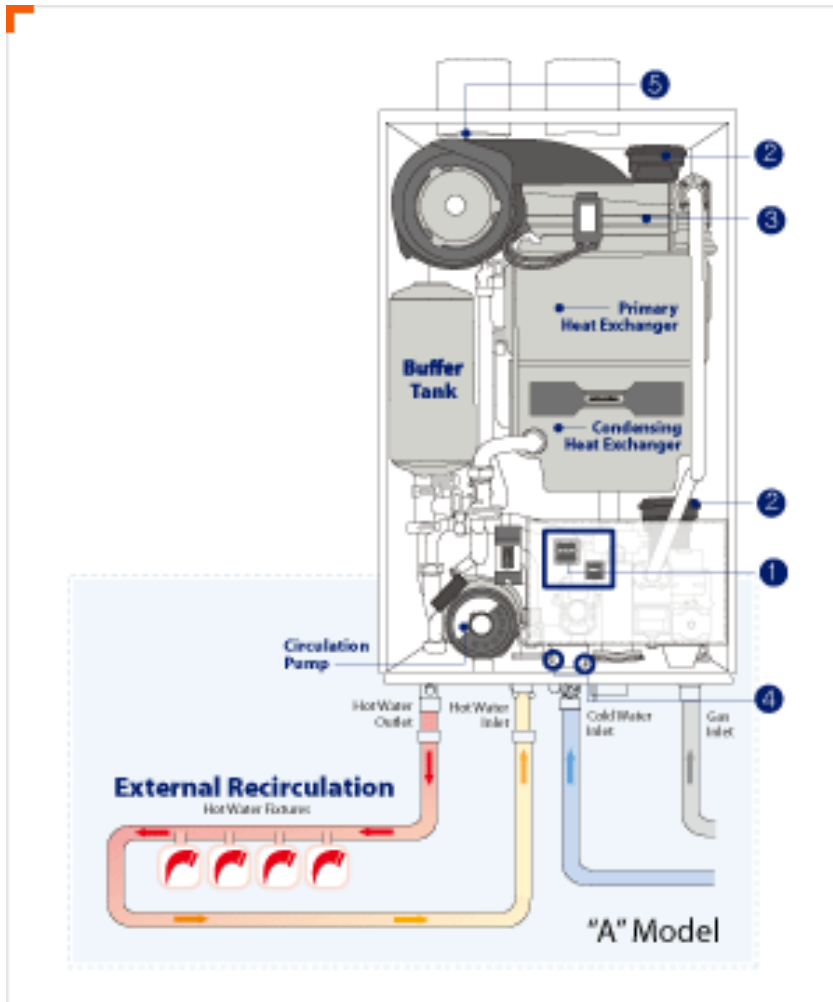 5
2
3
Primary
Heat Exchanger
Buffer
Tank
Condensing
Heat Exchanger
2
1
Circulation
Pump
4
Hot Water
Outlet
Hot Water
Inlet
Cold Water
Inlet
Gas
Inlet
External Recirculation
Hot Water Fixtures
"A" Model